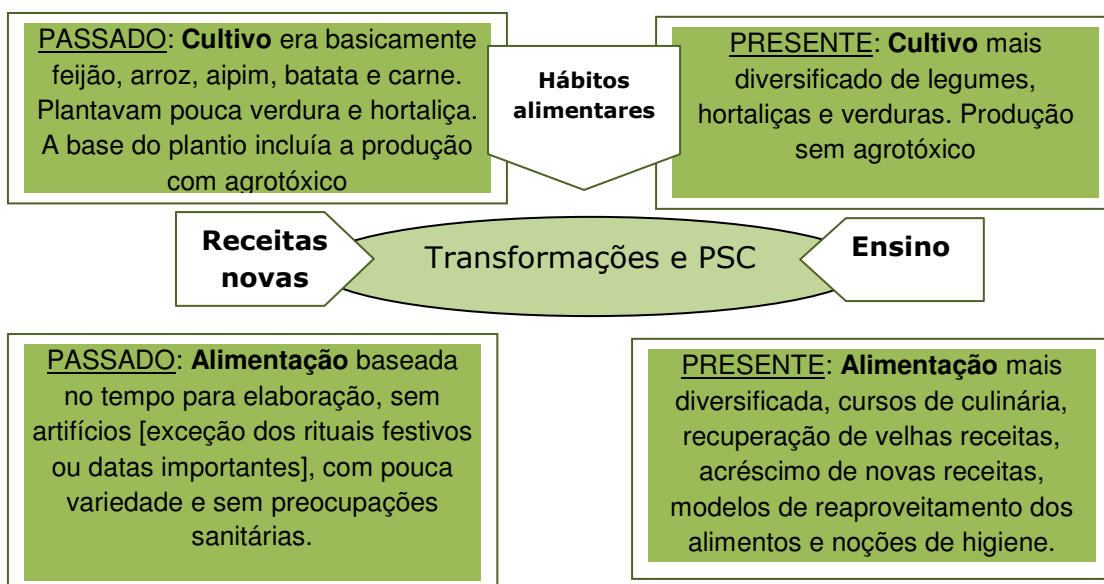 PASSADO: Cultivo era basicamente
feijão, arroz, aipim, batata e carne.
Plantavam pouca verdura e hortaliça.
A base do plantio incluía a produção
com agrotóxico
Hábitos
alimentares
PRESENTE: Cultivo mais
diversificado de legumes,
hortaliças e verduras. Produção
sem agrotóxico
Receitas
novas
Transformações e PSC
Ensino
PASSADO: Alimentação baseada
no tempo para elaboração, sem
artifícios [exceção dos rituais festivos
ou datas importantes], com pouca
variedade e sem preocupações
sanitárias.
PRESENTE: Alimentação mais
diversificada, cursos de culinária,
recuperação de velhas receitas,
acréscimo de novas receitas,
modelos de reaproveitamento dos
alimentos e noções de higiene.